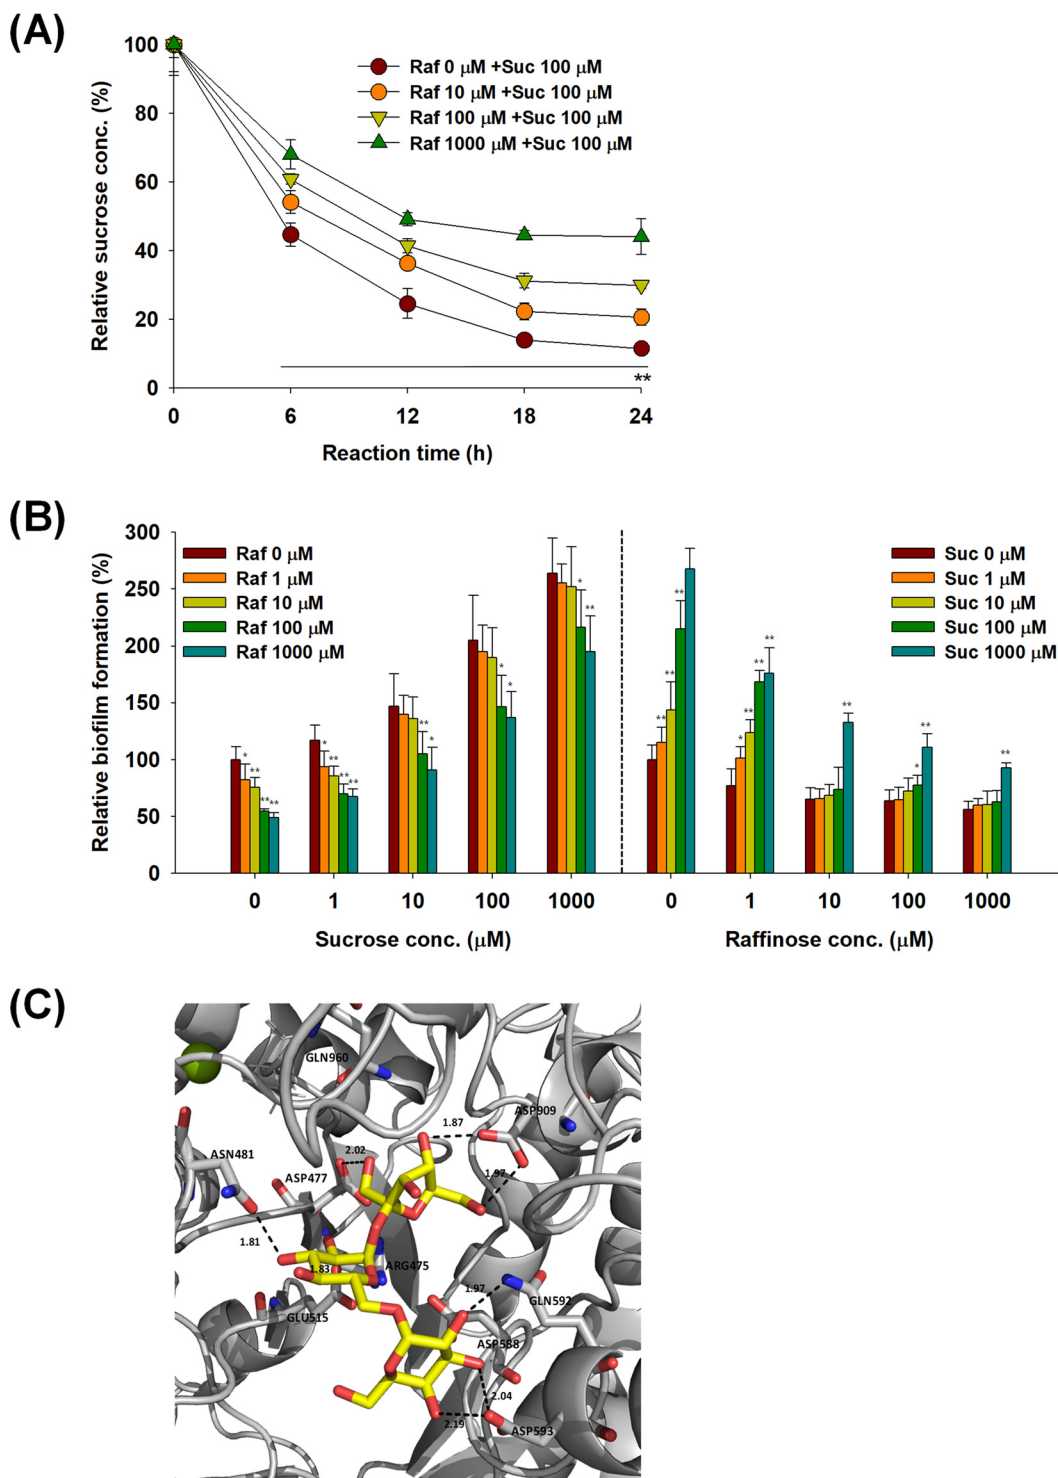 (A)
Relative sucrose conc. (%)
100
80
60
40
20
0
Raf 0 μM +Suc 100 μM
Raf 10 μM +Suc 100 μM
Raf 100 μM +Suc 100 μM
Raf 1000 μM +Suc 100 μM
**
0 6 12 18 24
Reaction time (h)
(B)
Relative biofilm formation (%)
300
250
200
150
100
50
0
Raf 0 μM
Raf 1 μM
Raf 10 μM
Raf 100 μM
Raf 1000 μM
Suc 0 μM
Suc 1 μM
Suc 10 μM
Suc 100 μM
Suc 1000 μM
* ** ** **
* ** ** **
** *
* *
* **
** ** **
* ** ** **
**
* **
**
0 1 10 100 1000 0 1 10 100 1000
Sucrose conc. (μM) Raffinose conc. (μM)
(C)
GLN960
ASP909
1.87
2.02
ASN481
ASP477
1.97
1.81
1.83
ARG475
1.97
GLN592
GLU515
ASP588
2.04
2.19
ASP593